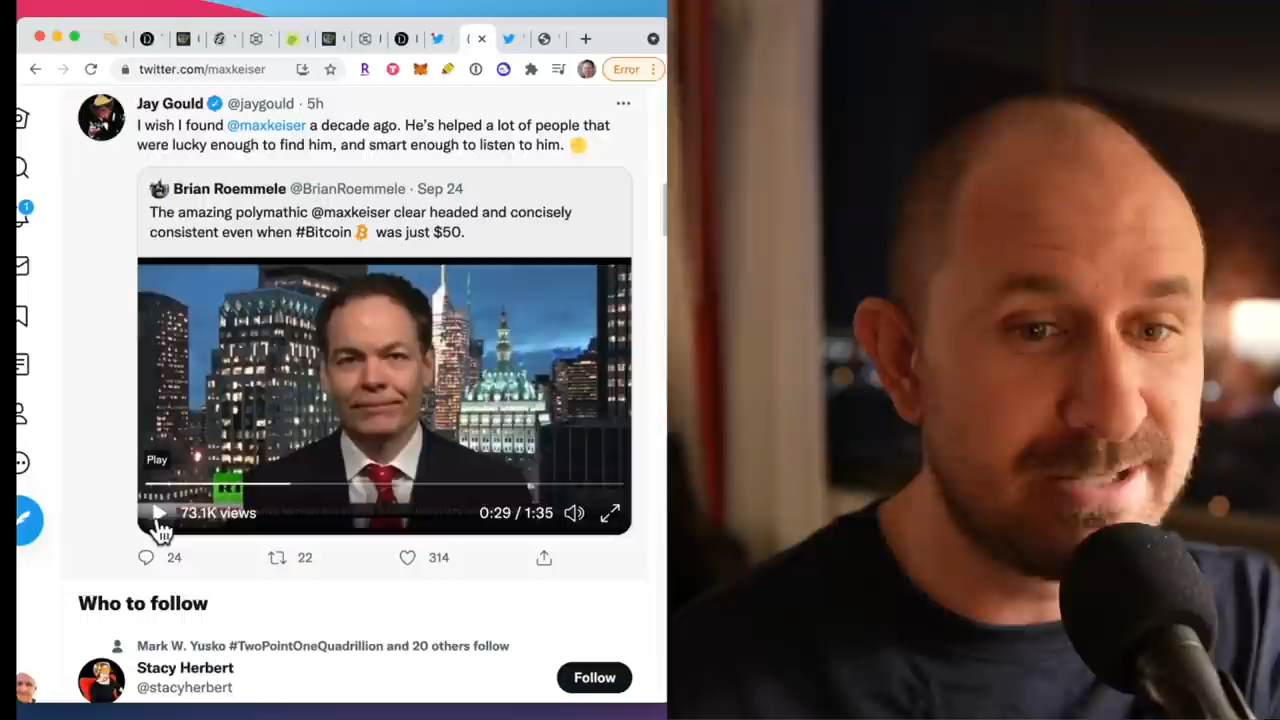 twitter.com/maxkeiser
Error
Jay Gould @jaygould · 5h
I wish I found @maxkeiser a decade ago. He's helped a lot of people that
were lucky enough to find him, and smart enough to listen to him.
Brian Roemmele @BrianRoemmele · Sep 24
The amazing polymathic @maxkeiser clear headed and concisely
consistent even when #Bitcoin was just $50.
Play
RT
73.1K views
0:29 / 1:35
24
22
314
1
Who to follow
Mark W. Yusko #TwoPointOneQuadrillion and 20 others follow
Stacy Herbert
@stacyherbert
Follow